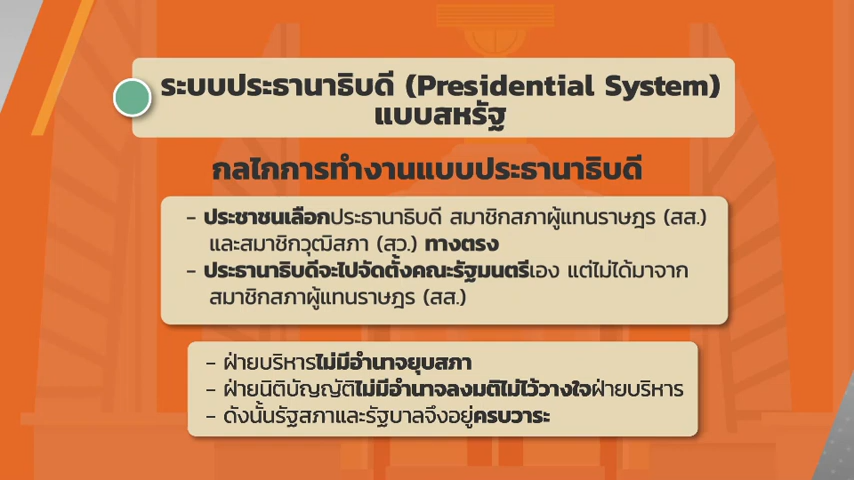 ระบบประธานาธิบดี (Presidential System)
แบบสหรัฐ
กลไกการทำงานแบบประธานาธิบดี
- ประชาชนเลือกประธานาธิบดี สมาชิกสภาผู้แทนราษฎร (สส.)
และสมาชิกวุฒิสภา (สว.) ทางตรง
- ประธานาธิบดีจะไปจัดตั้งคณะรัฐมนตรีเอง แต่ไม่ได้มาจาก
สมาชิกสภาผู้แทนราษฎร (สส.)
- ฝ่ายบริหารไม่มีอำนาจยุบสภา
- ฝ่ายนิติบัญญัติไม่มีอำนาจลงมติไม่ไว้วางใจฝ่ายบริหาร
- ดังนั้นรัฐสภาและรัฐบาลจึงอยู่ครบวาระ